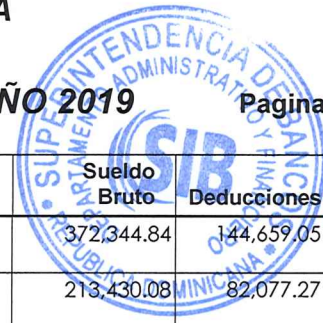 A
ÑO 2019 Pagina
Sueldo
Bruto Deducciones
372,344.84 144,659.05
213,430.08 82,077.27
SUPERINTENDENCIA DE BANCOS
DEPARTAMENTO ADMINISTRATIVO Y FINANCIERO
SIB
REPUBLICA DOMINICANA